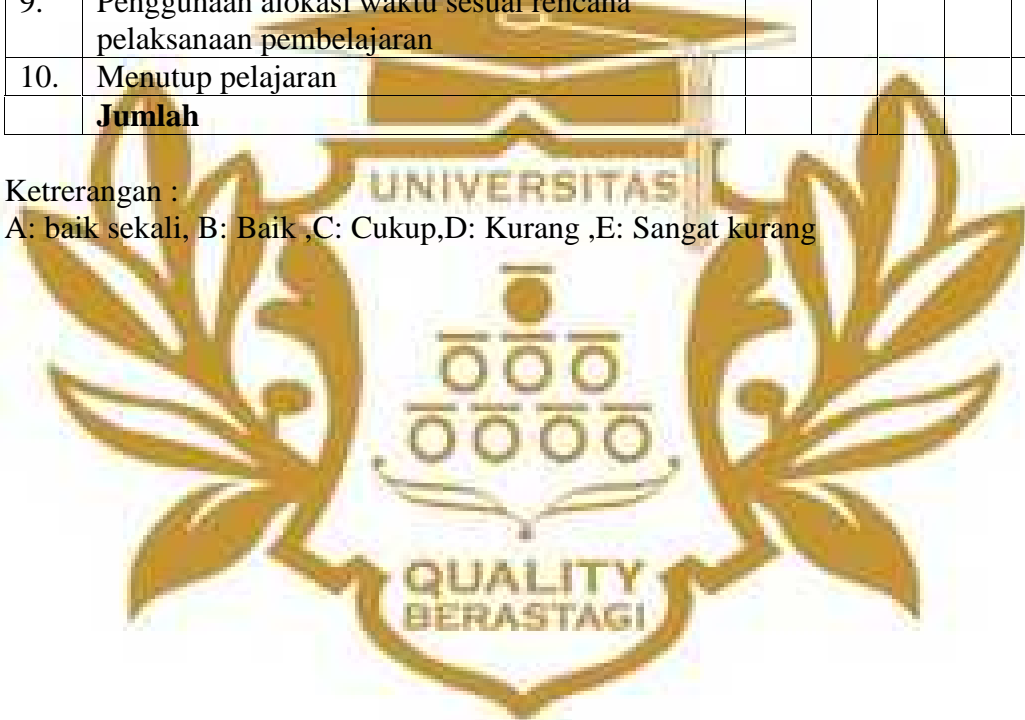 9. Penggunaan alokasi waktu sesuai rencana
pelaksanaan pembelajaran
10. Menutup pelajaran
Jumlah
Ketrerangan :
A: baik sekali, B: Baik ,C: Cukup,D: Kurang ,E: Sangat kurang
UNIVERSITAS
QUALITY
BERASTAGI